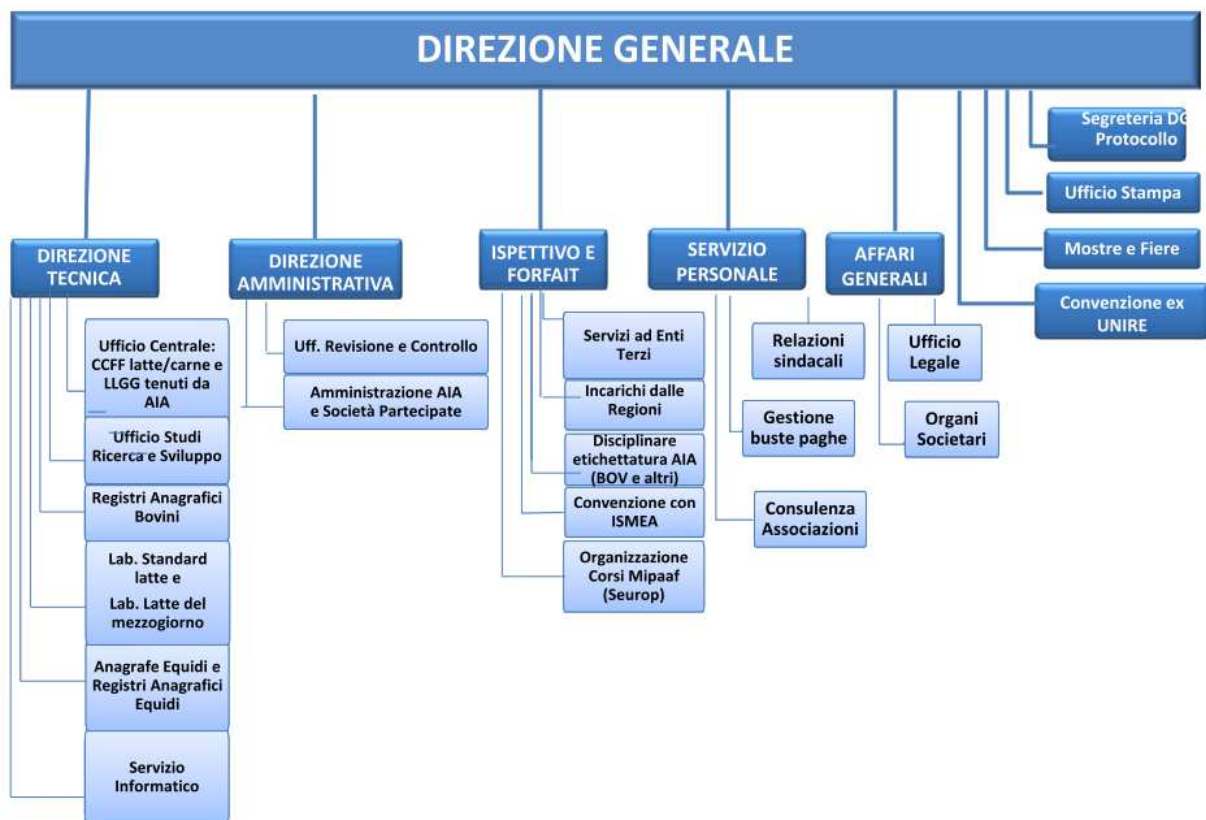 DIREZIONE GENERALE
Segreteria DG
Protocollo
Ufficio Stampa
Mostre e Fiere
Convenzione ex
UNIRE
DIREZIONE
TECNICA
Ufficio Centrale:
CCFF latte/carne e
LLGG tenuti da
AIA
Ufficio Studi
Ricerca e Sviluppo
Registri Anagrafici
Bovini
Lab. Standard
latte e
Lab. Latte del
mezzogiorno
Anagrafe Equidi e
Registri Anagrafici
Equidi
Servizio
Informatico
DIREZIONE
AMMINISTRATIVA
Uff. Revisione e Controllo
Amministrazione AIA
e Società Partecipate
ISPETTIVO E
FORFAIT
Servizi ad Enti
Terzi
Incarichi dalle
Regioni
Disciplinare
etichettatura AIA
(BOV e altri)
Convenzione con
ISMEA
Organizzazione
Corsi Mipaaf
(Seurop)
SERVIZIO
PERSONALE
Relazioni
sindacali
Gestione
buste paghe
Consulenza
Associazioni
AFFARI
GENERALI
Ufficio
Legale
Organi
Societari